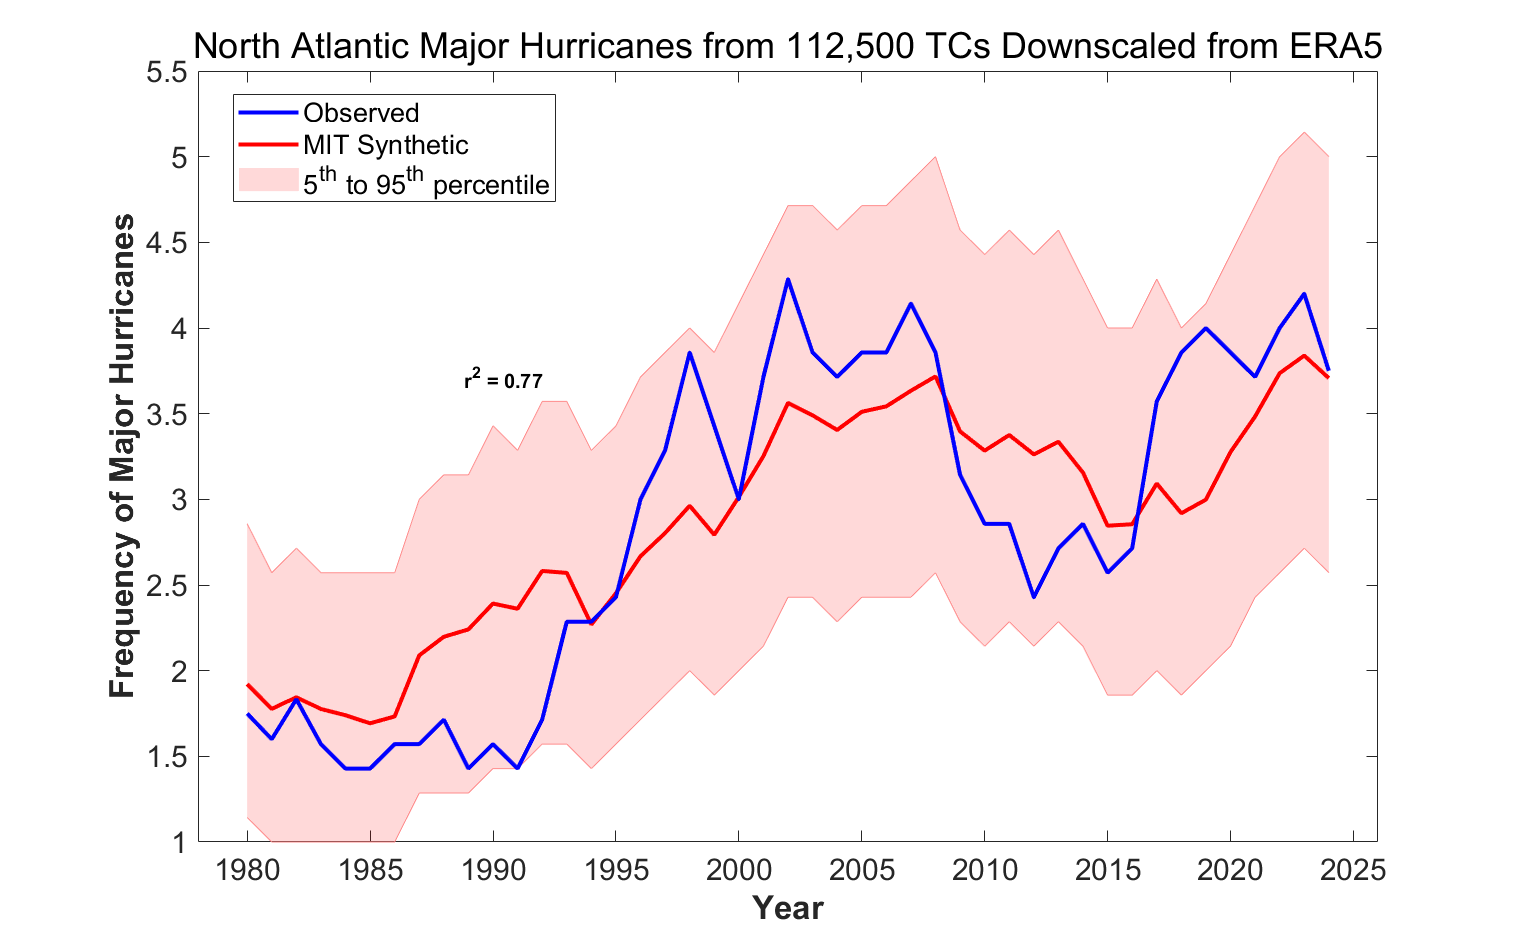 North Atlantic Major Hurricanes from 112,500 TCs Downscaled from ERA5
5.5
5
4.5
4
3.5
3
2.5
2
1.5
1
Frequency of Major Hurricanes
Observed
MIT Synthetic
5th to 95th percentile
r2 = 0.77
1980 1985 1990 1995 2000 2005 2010 2015 2020 2025
Year